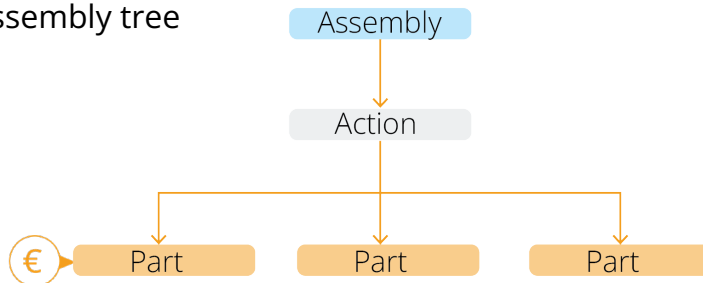 ssembly tree
Assembly
Action
€
Part
Part
Part